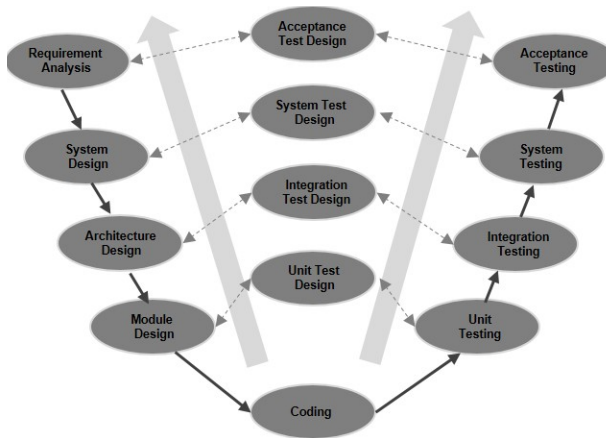 Acceptance
Test Design
Requirement
Analysis
Acceptance
Testing
System Test
Design
System
Design
System
Testing
Integration
Test Design
Architecture
Design
Integration
Testing
Unit Test
Design
Module
Design
Unit
Testing
Coding